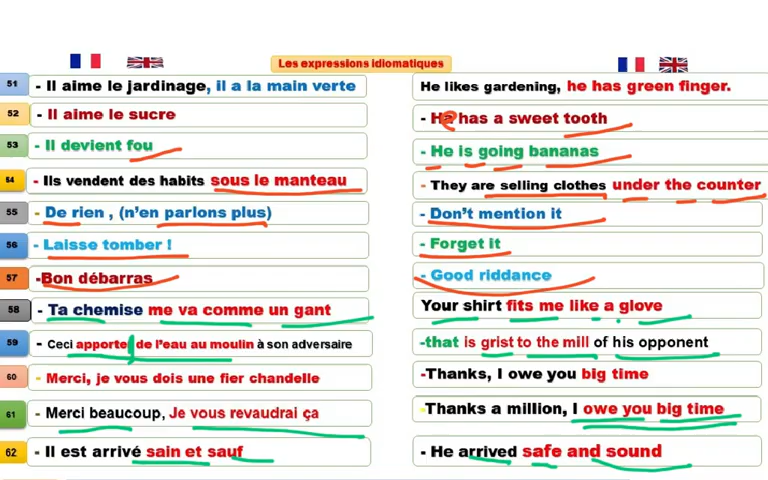 Les expressions idiomatiques
51 - Il aime le jardinage, il a la main verte
He likes gardening, he has green finger.
52 - Il aime le sucre
- He has a sweet tooth
53 - Il devient fou
- He is going bananas
54 - Ils vendent des habits sous le manteau
- They are selling clothes under the counter
55 - De rien , (n'en parlons plus)
- Don't mention it
56 - Laisse tomber !
- Forget it
57 -Bon débarras
- Good riddance
58 - Ta chemise me va comme un gant
Your shirt fits me like a glove
59 - Ceci apporte de l'eau au moulin à son adversaire
-that is grist to the mill of his opponent
60 - Merci, je vous dois une fier chandelle
-Thanks, I owe you big time
61 - Merci beaucoup, Je vous revaudrai ça
-Thanks a million, I owe you big time
62 - Il est arrivé sain et sauf
- He arrived safe and sound